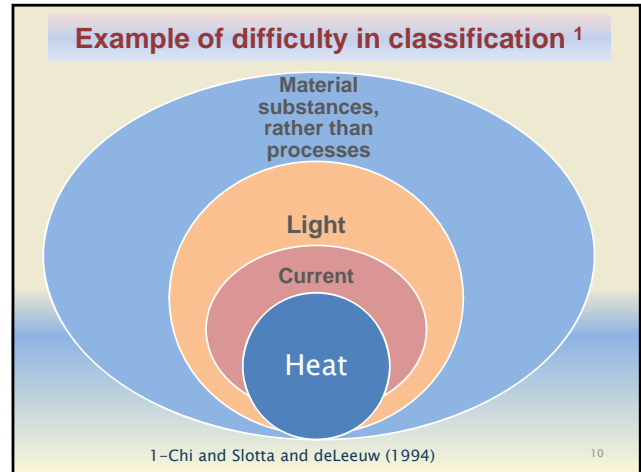 Example of difficulty in classification ¹
Material
substances,
rather than
processes
Light
Current
Heat
1-Chi and Slotta and deLeeuw (1994)
10